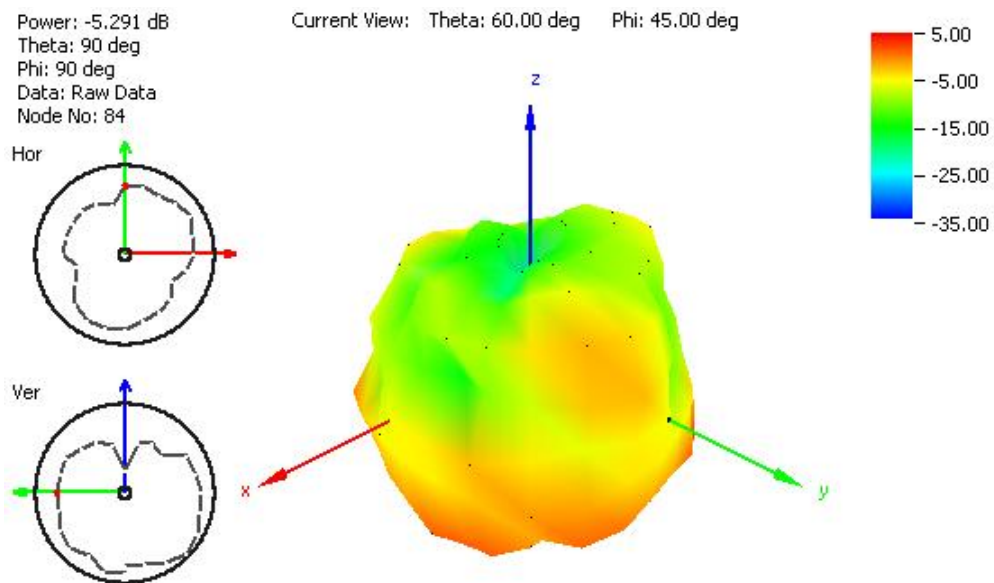 Power: -5.291 dB
Theta: 90 deg
Phi: 90 deg
Data: Raw Data
Node No: 84
Current View: Theta: 60.00 deg Phi: 45.00 deg
Hor
Ver
z
x
y
5.00
-5.00
-15.00
-25.00
-35.00